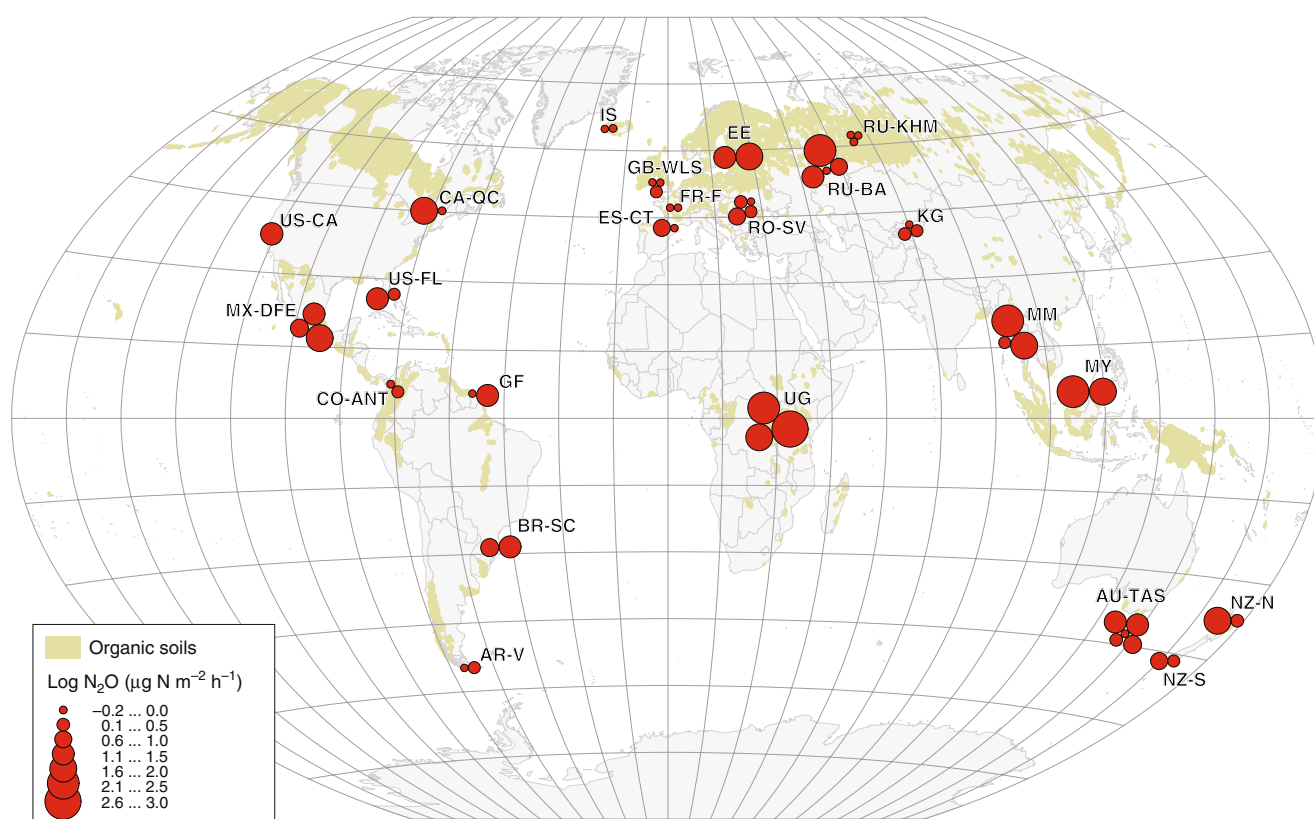 IS
EE
RU-KHM
GB-WLS
RU-BA
FR-F
CA-QC
ES-CT
RO-SV
KG
US-CA
US-FL
MX-DFE
MM
MY
GF
CO-ANT
UG
BR-SC
AU-TAS
NZ-N
AR-V
NZ-S
Organic soils
Log N₂O (µg N m⁻² h⁻¹)
−0.2 ... 0.0
0.1 ... 0.5
0.6 ... 1.0
1.1 ... 1.5
1.6 ... 2.0
2.1 ... 2.5
2.6 ... 3.0